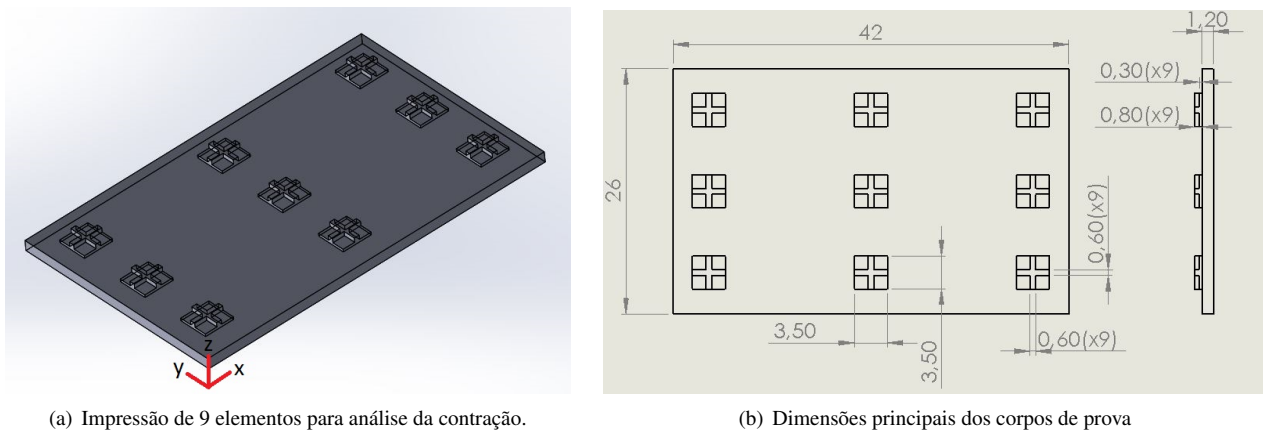 z
y
x
42
1,20
0,30(x9)
0,80(x9)
26
0,60(x9)
3,50
3,50
0,60(x9)
(a) Impressão de 9 elementos para análise da contração.
(b) Dimensões principais dos corpos de prova